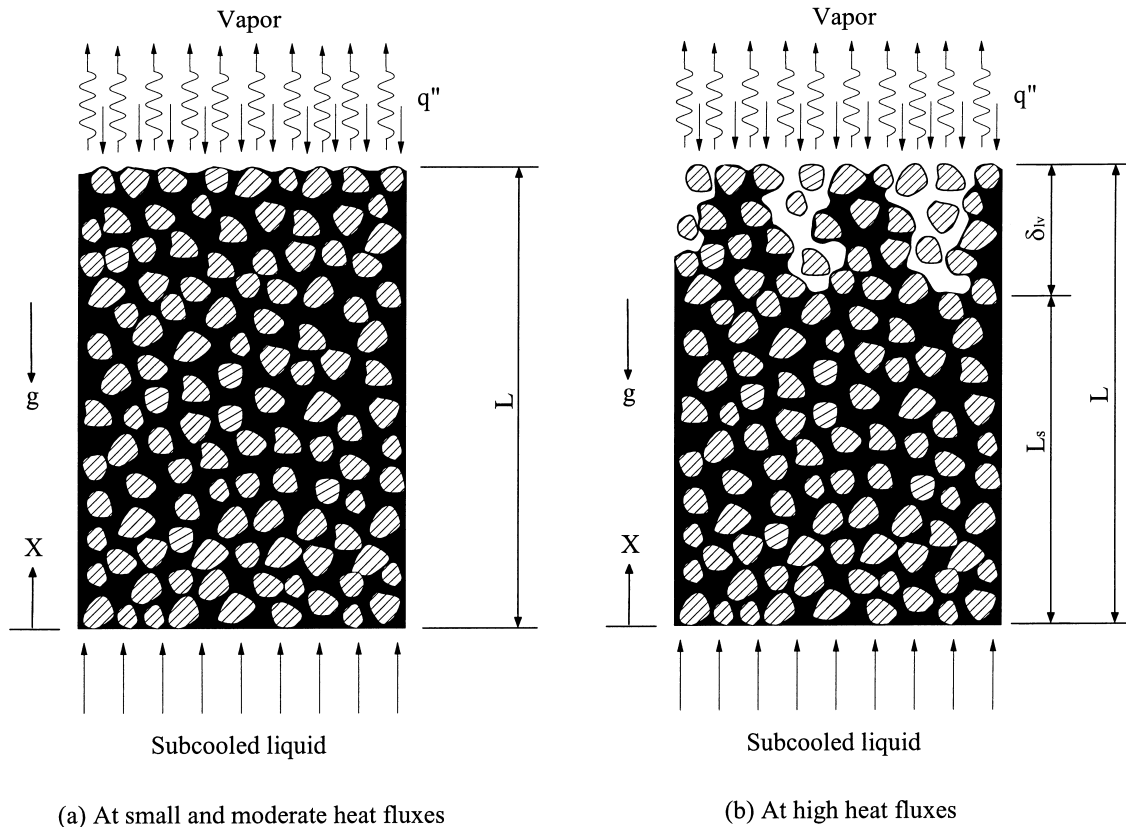 Vapor
q"
L
g
X
Subcooled liquid
(a) At small and moderate heat fluxes
Vapor
q"
δlv
L
Ls
g
X
Subcooled liquid
(b) At high heat fluxes